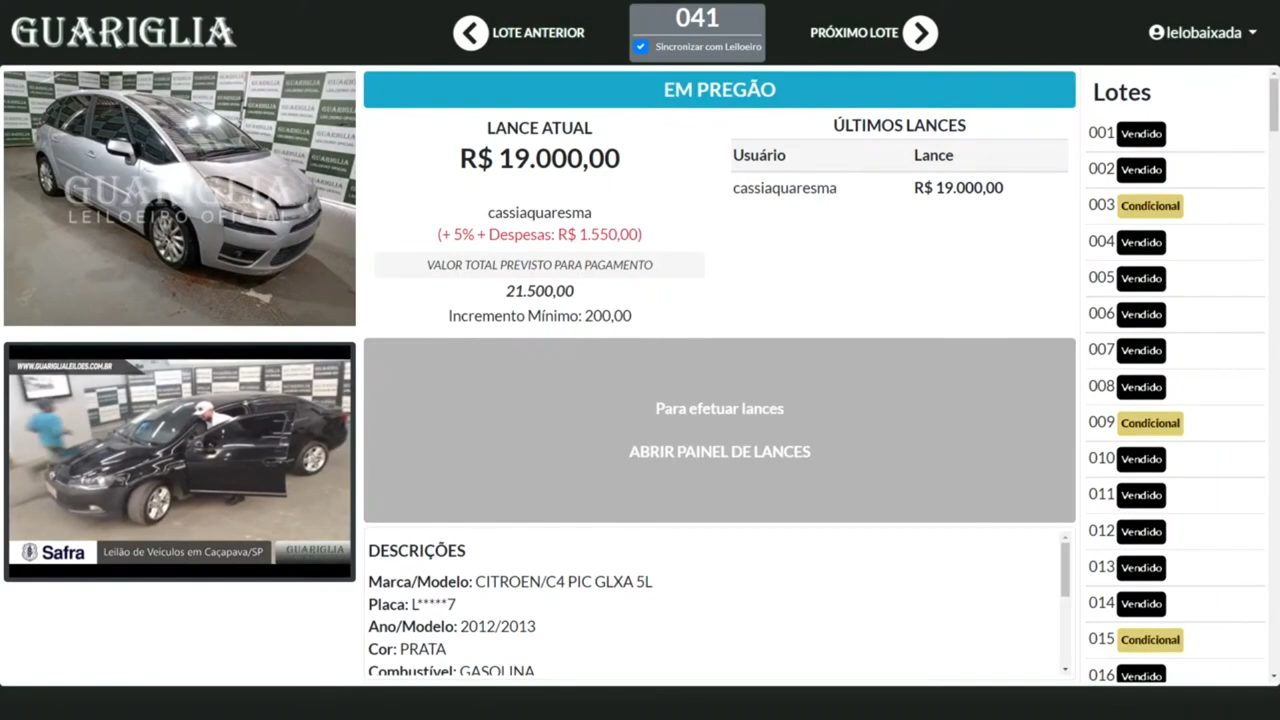 GUARIGLIA
LOTE ANTERIOR
041
Sincronizar com Leiloeiro
PRÓXIMO LOTE
lelobaixada
GUARIGLIA
LEILOEIRO OFICIAL
EM PREGÃO
LANCE ATUAL
R$ 19.000,00
cassiaquaresma
(+ 5% + Despesas: R$ 1.550,00)
VALOR TOTAL PREVISTO PARA PAGAMENTO
21.500,00
Incremento Mínimo: 200,00
ÚLTIMOS LANCES
Usuário Lance
cassiaquaresma R$ 19.000,00
Para efetuar lances
ABRIR PAINEL DE LANCES
WWW.GUARIGLIALEILOES.COM.BR
Safra
Leilão de Veículos em Caçapava/SP
GUARIGLIA
DESCRIÇÕES
Marca/Modelo: CITROEN/C4 PIC GLXA 5L
Placa: L*****7
Ano/Modelo: 2012/2013
Cor: PRATA
Combustível: GASOLINA
Lotes
001 Vendido
002 Vendido
003 Condicional
004 Vendido
005 Vendido
006 Vendido
007 Vendido
008 Vendido
009 Condicional
010 Vendido
011 Vendido
012 Vendido
013 Vendido
014 Vendido
015 Condicional
016 Vendido